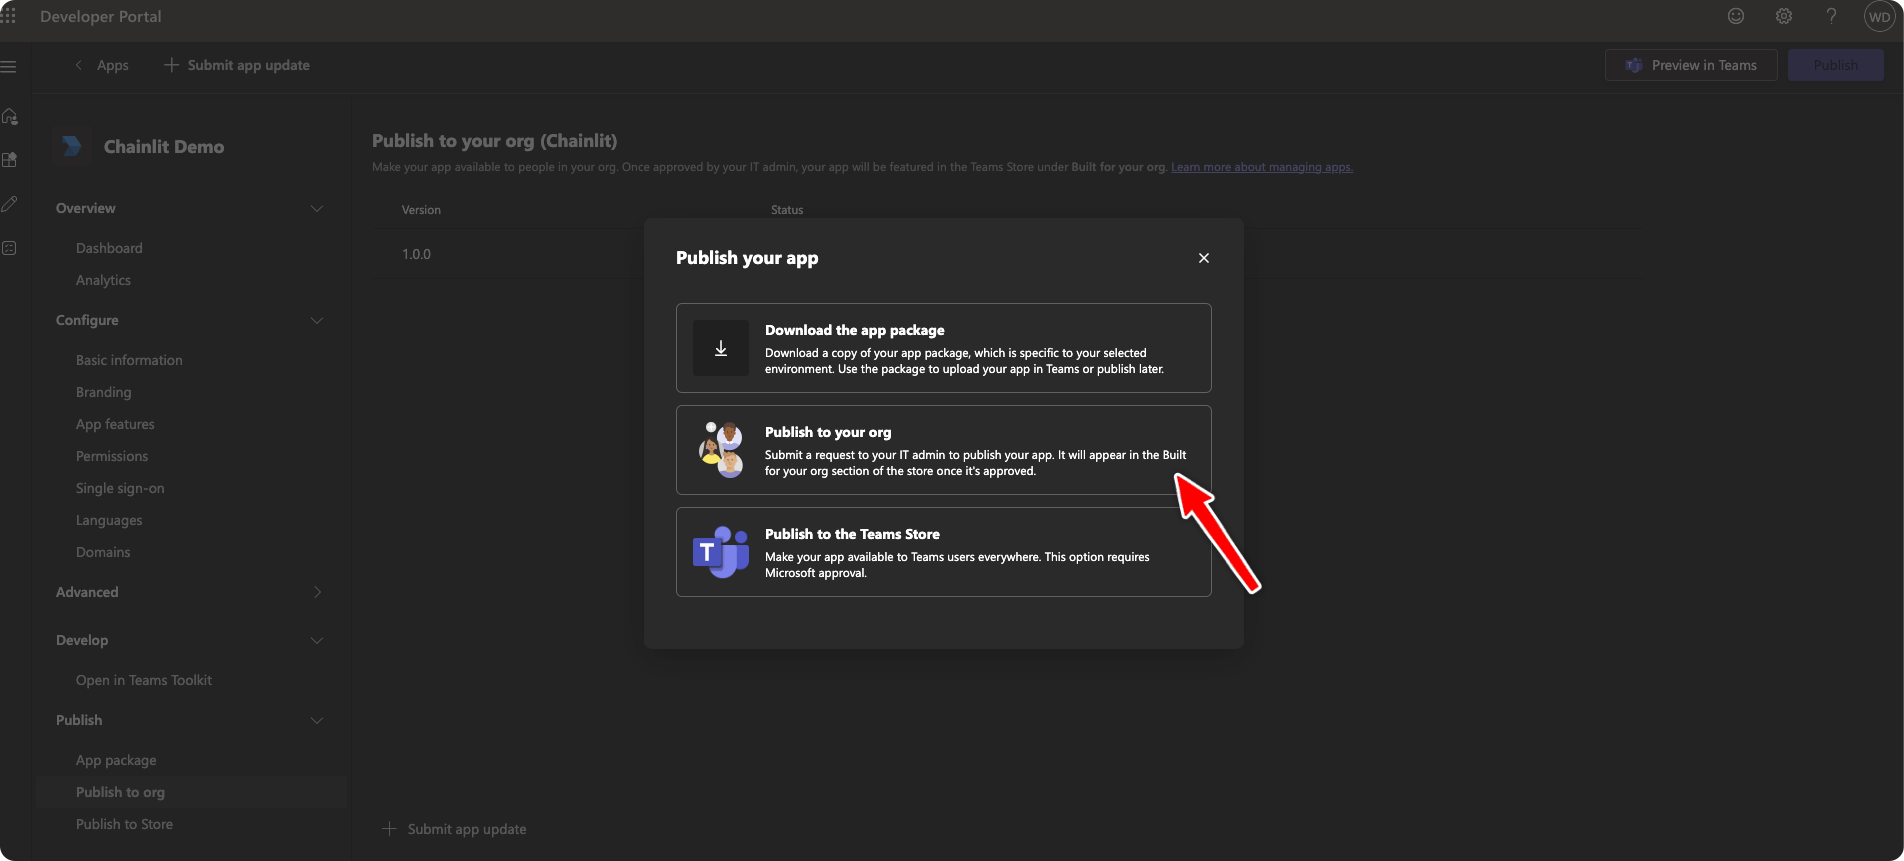 Developer Portal
WD
Apps
Submit app update
Preview in Teams
Publish
Chainlit Demo
Overview
Dashboard
Analytics
Configure
Basic information
Branding
App features
Permissions
Single sign-on
Languages
Domains
Advanced
Develop
Open in Teams Toolkit
Publish
App package
Publish to org
Publish to Store
Publish to your org (Chainlit)
Make your app available to people in your org. Once approved by your IT admin, your app will be featured in the Teams Store under Built for your org. Learn more about managing apps.
Version Status
1.0.0
Publish your app
Download the app package
Download a copy of your app package, which is specific to your selected
environment. Use the package to upload your app in Teams or publish later.
Publish to your org
Submit a request to your IT admin to publish your app. It will appear in the Built
for your org section of the store once it's approved.
T
Publish to the Teams Store
Make your app available to Teams users everywhere. This option requires
Microsoft approval.
Submit app update